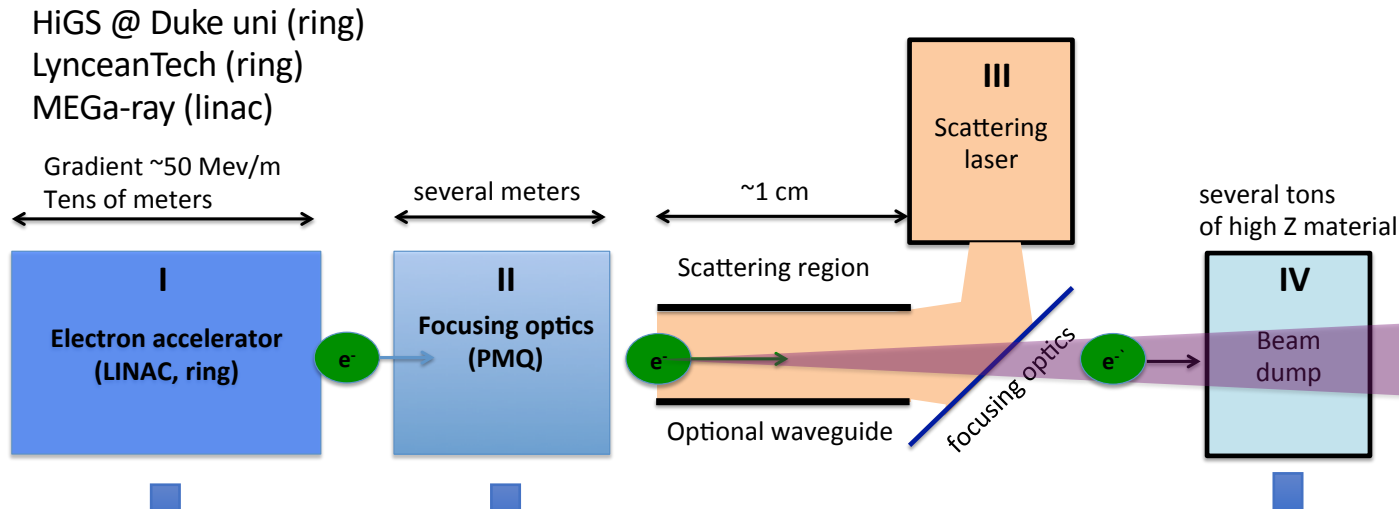 HiGS @ Duke uni (ring)
LynceanTech (ring)
MEGa-ray (linac)
Gradient ~50 Mev/m
Tens of meters
several meters
~1 cm
several tons
of high Z material
I
Electron accelerator
(LINAC, ring)
e-
II
Focusing optics
(PMQ)
Scattering region
e-
Optional waveguide
III
Scattering
laser
focusing optics
e-`
IV
Beam
dump